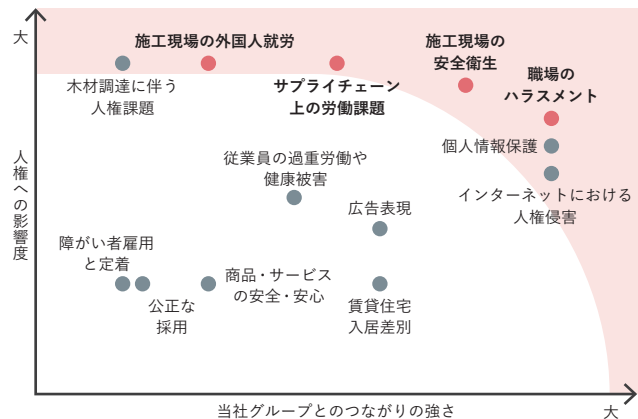 大
施工現場の外国人就労
木材調達に伴う
人権課題
サプライチェーン
上の労働課題
施工現場の
安全衛生
職場の
ハラスメント
個人情報保護
インターネットにおける
人権侵害
従業員の過重労働や
健康被害
広告表現
障がい者雇用
と定着
公正な
採用
商品・サービス
の安全・安心
賃貸住宅
入居差別
人権への影響度
当社グループとのつながりの強さ
大